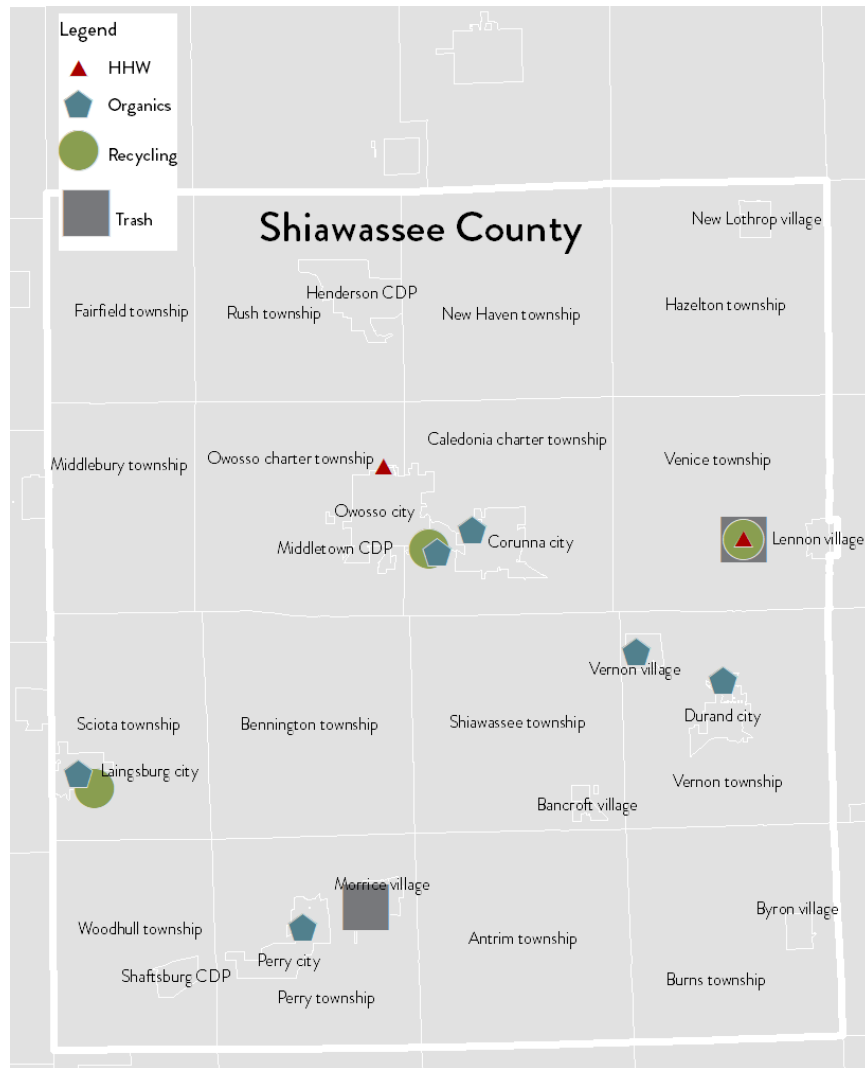 Legend
HHW
Organics
Recycling
Trash
Shiawassee County
New Lothrop village
Henderson CDP
Fairfield township
Rush township
New Haven township
Hazelton township
Middlebury township
Owosso charter township
Caledonia charter township
Venice township
Owosso city
Middletown CDP
Corunna city
Lennon village
Vernon village
Sciota township
Bennington township
Shiawassee township
Durand city
Laingsburg city
Bancroft village
Vernon township
Morrice village
Byron village
Woodhull township
Perry city
Antrim township
Shaftsburg CDP
Perry township
Burns township